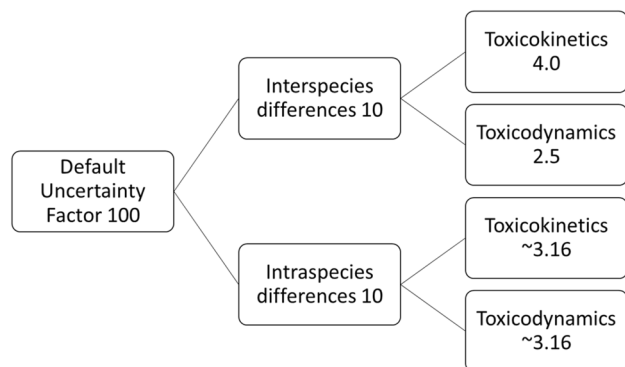 Default
Uncertainty
Factor 100
Interspecies
differences 10
Intraspecies
differences 10
Toxicokinetics
4.0
Toxicodynamics
2.5
Toxicokinetics
~3.16
Toxicodynamics
~3.16